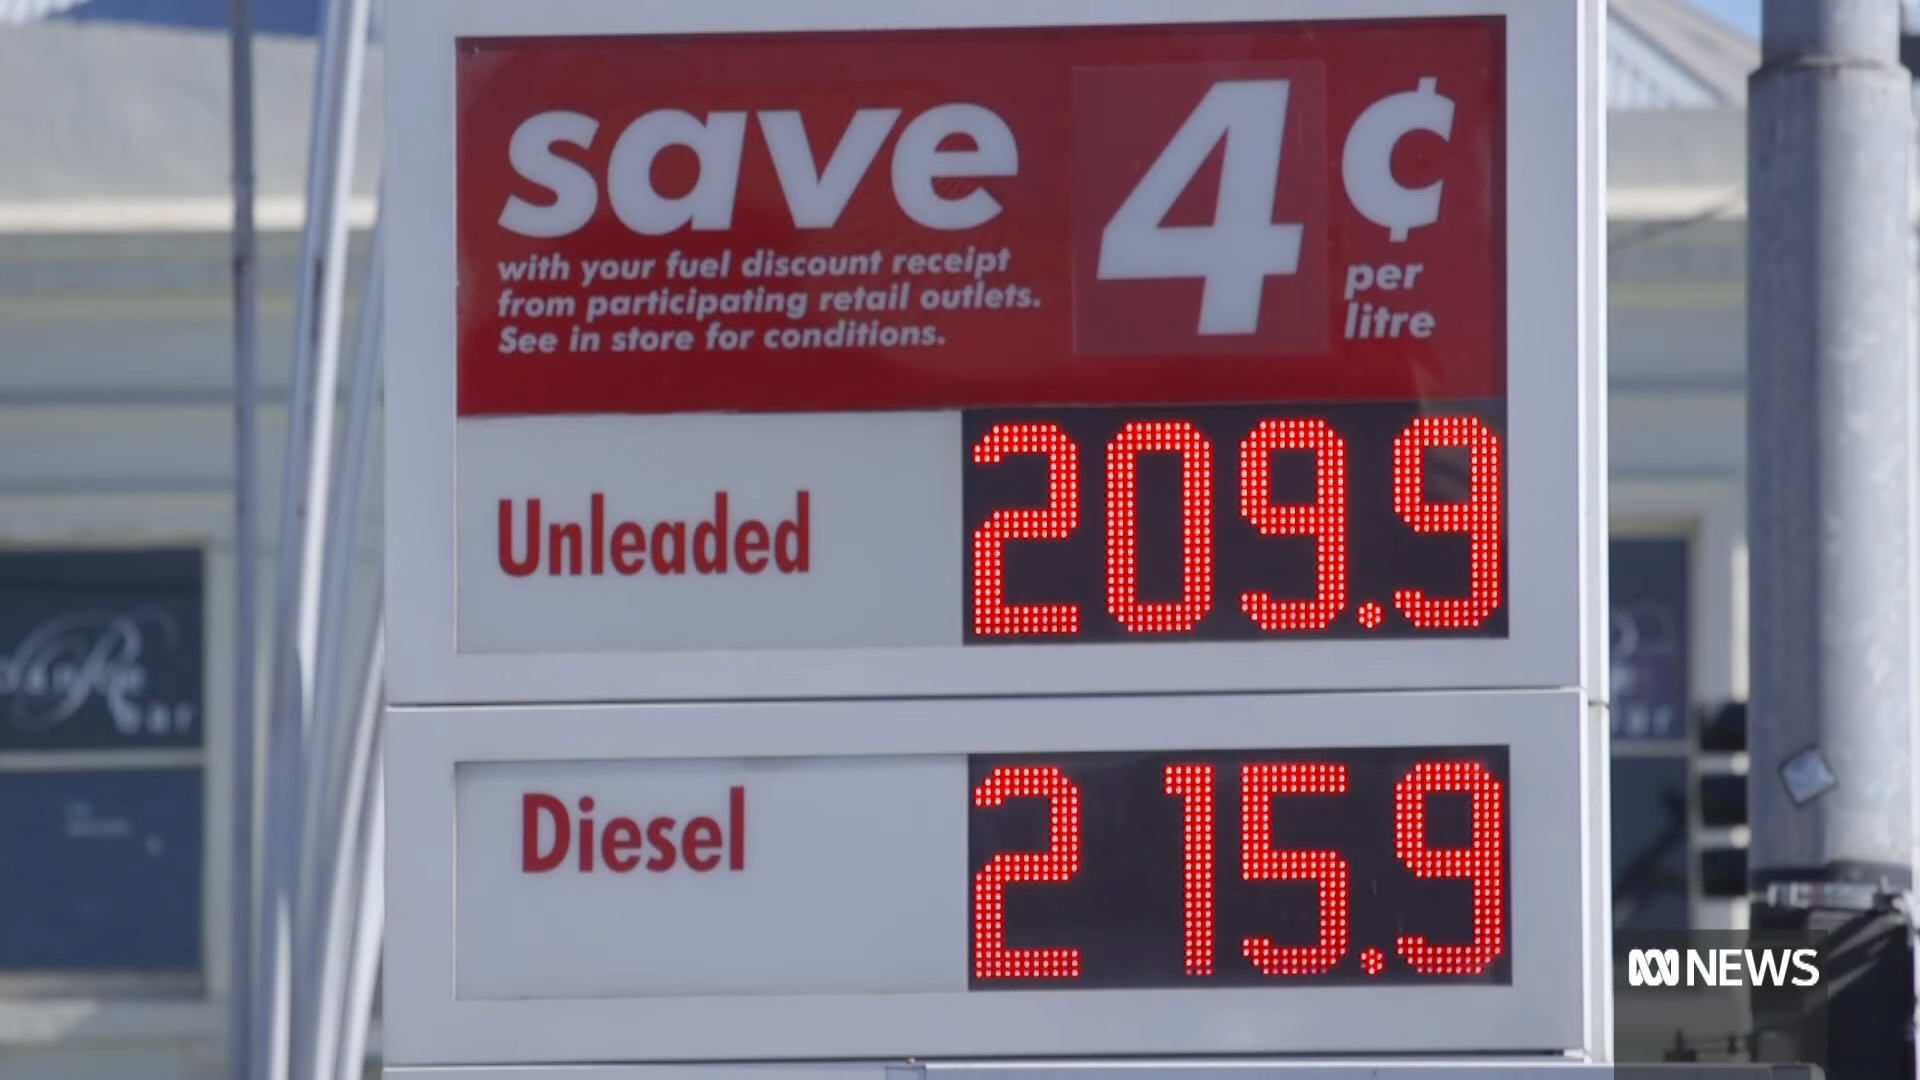 save 4¢
with your fuel discount receipt
from participating retail outlets.
See in store for conditions.
per
litre
Unleaded 209.9
Diesel 215.9
NEWS